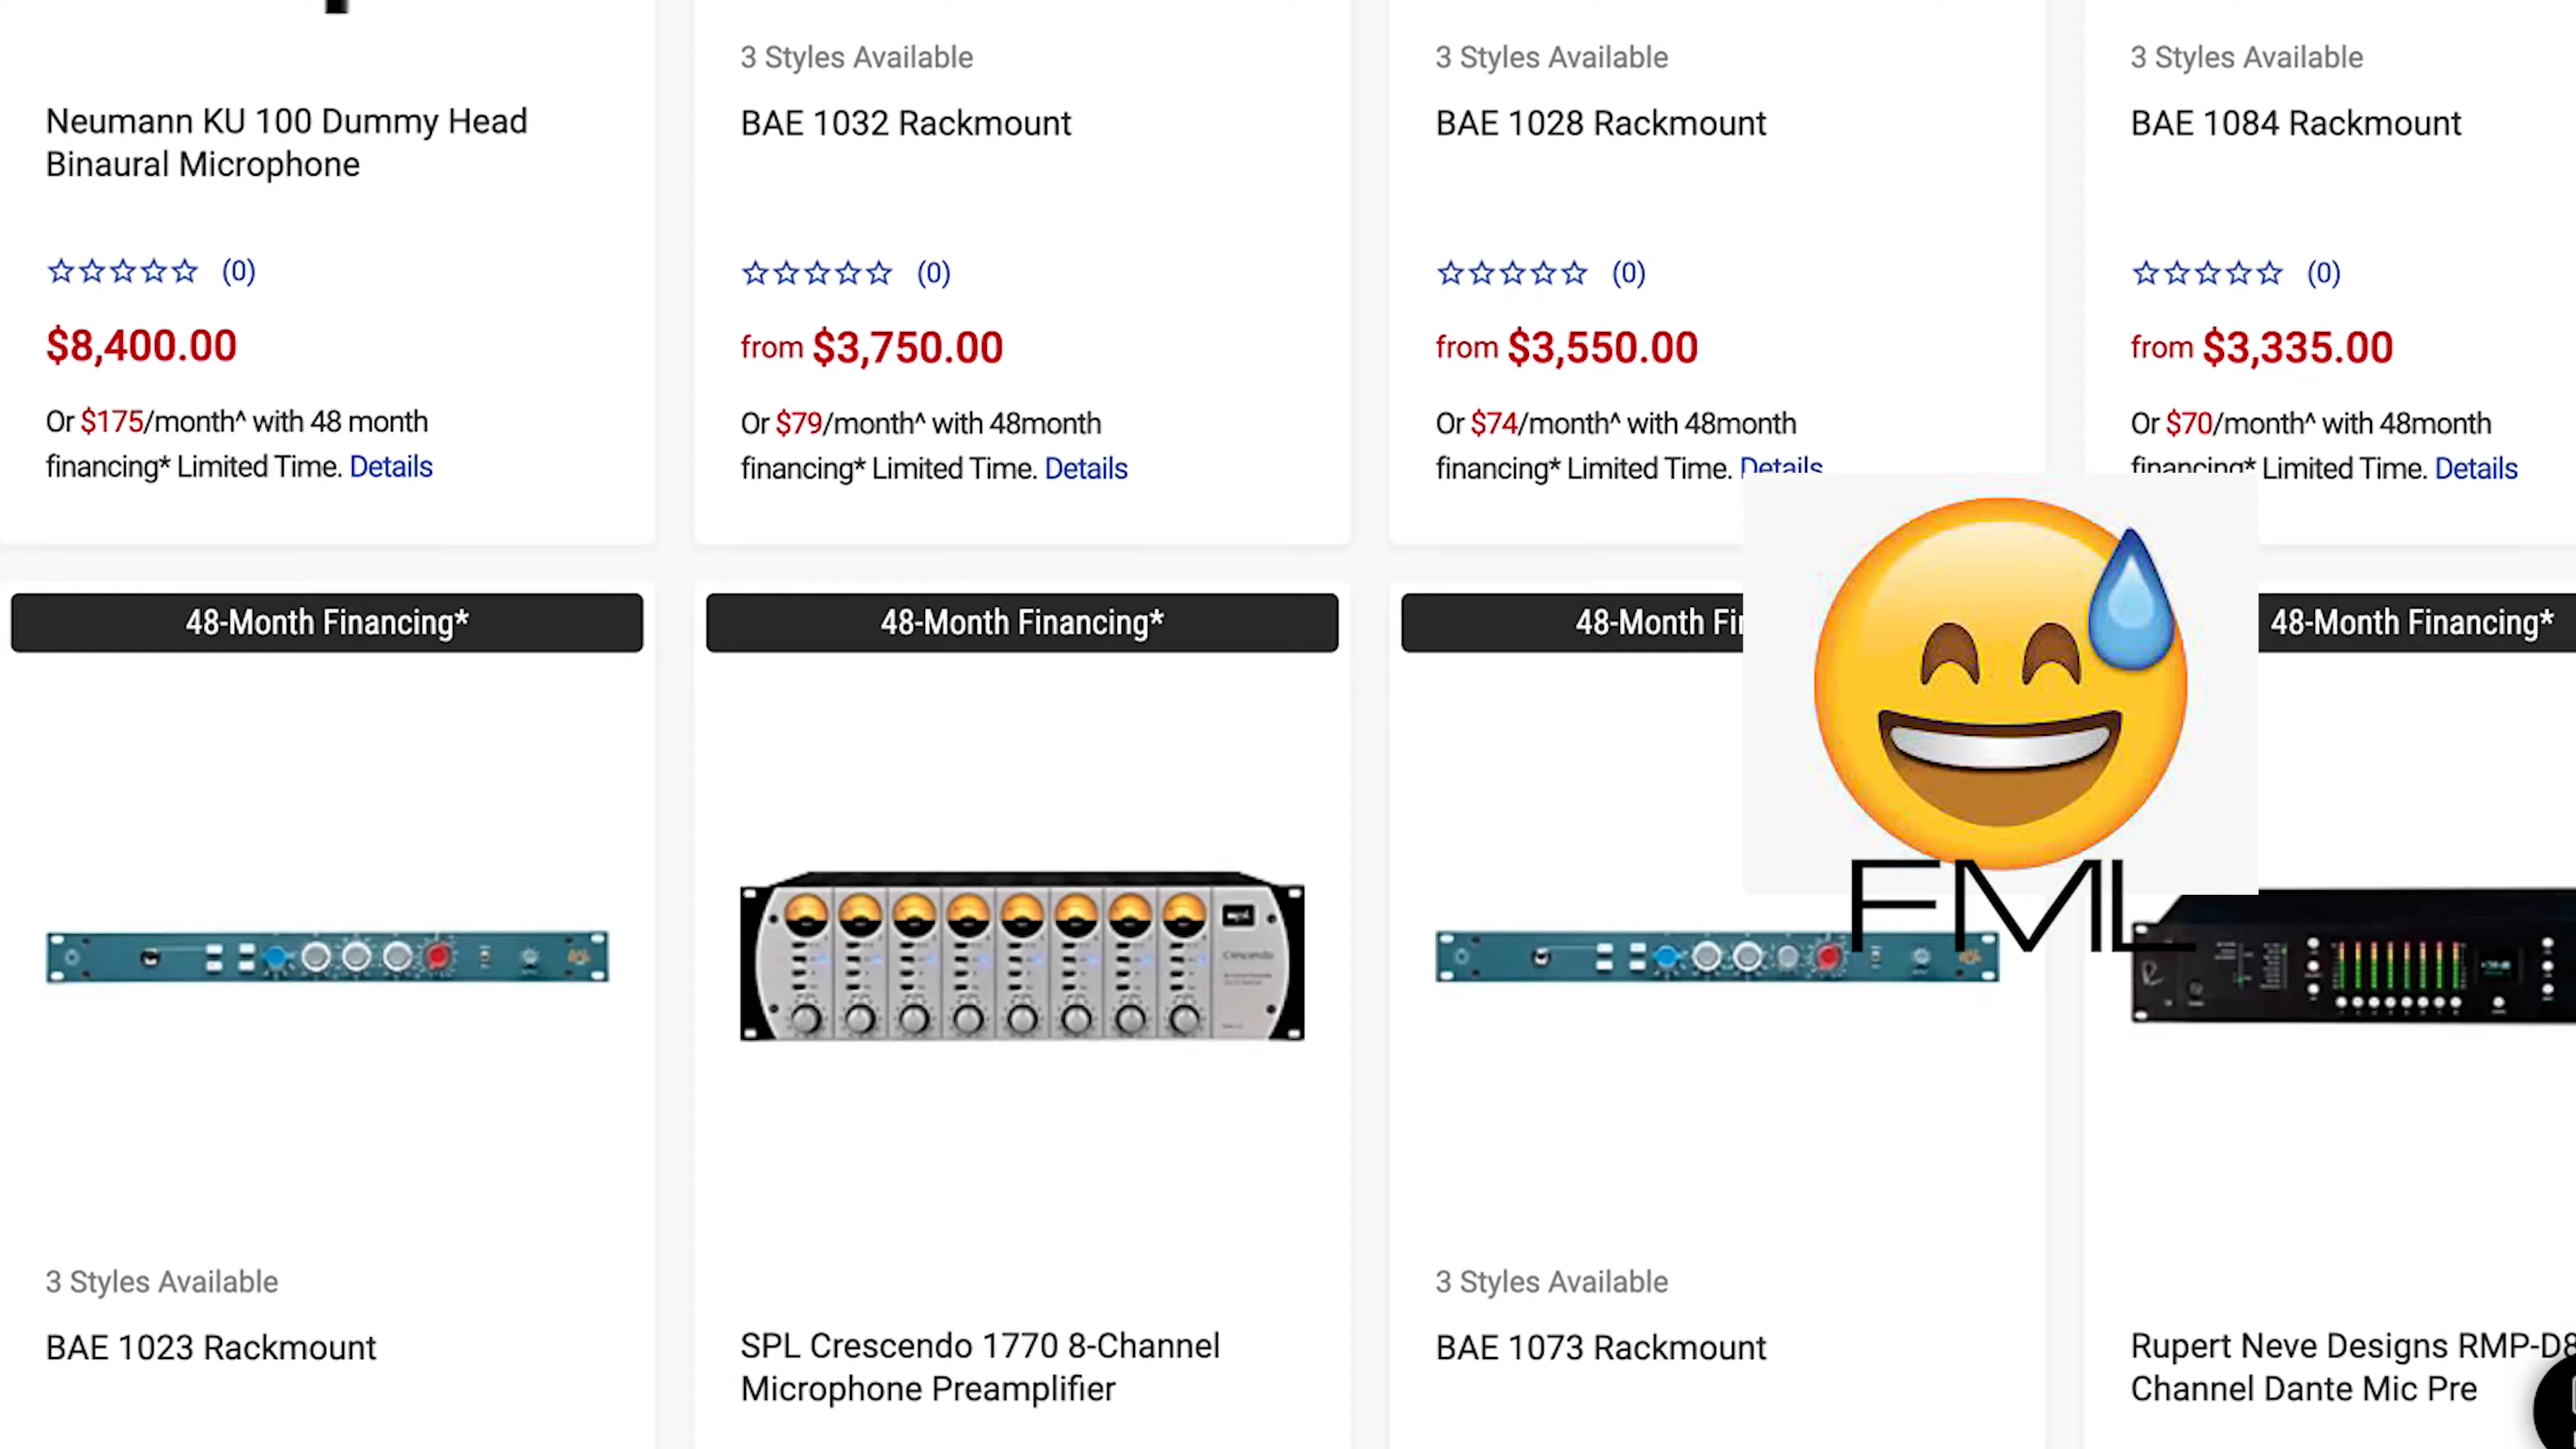 Neumann KU 100 Dummy Head
Binaural Microphone
(0)
$8,400.00
Or $175/month^ with 48 month
financing* Limited Time. Details
3 Styles Available
BAE 1032 Rackmount
(0)
from $3,750.00
Or $79/month^ with 48month
financing* Limited Time. Details
3 Styles Available
BAE 1028 Rackmount
(0)
from $3,550.00
Or $74/month^ with 48month
financing* Limited Time. Details
3 Styles Available
BAE 1084 Rackmount
(0)
from $3,335.00
Or $70/month^ with 48month
financing* Limited Time. Details
48-Month Financing*
3 Styles Available
BAE 1023 Rackmount
48-Month Financing*
Crescendo
SPL Crescendo 1770 8-Channel
Microphone Preamplifier
48-Month Fi
FML
3 Styles Available
BAE 1073 Rackmount
48-Month Financing*
Rupert Neve Designs RMP-D8
Channel Dante Mic Pre